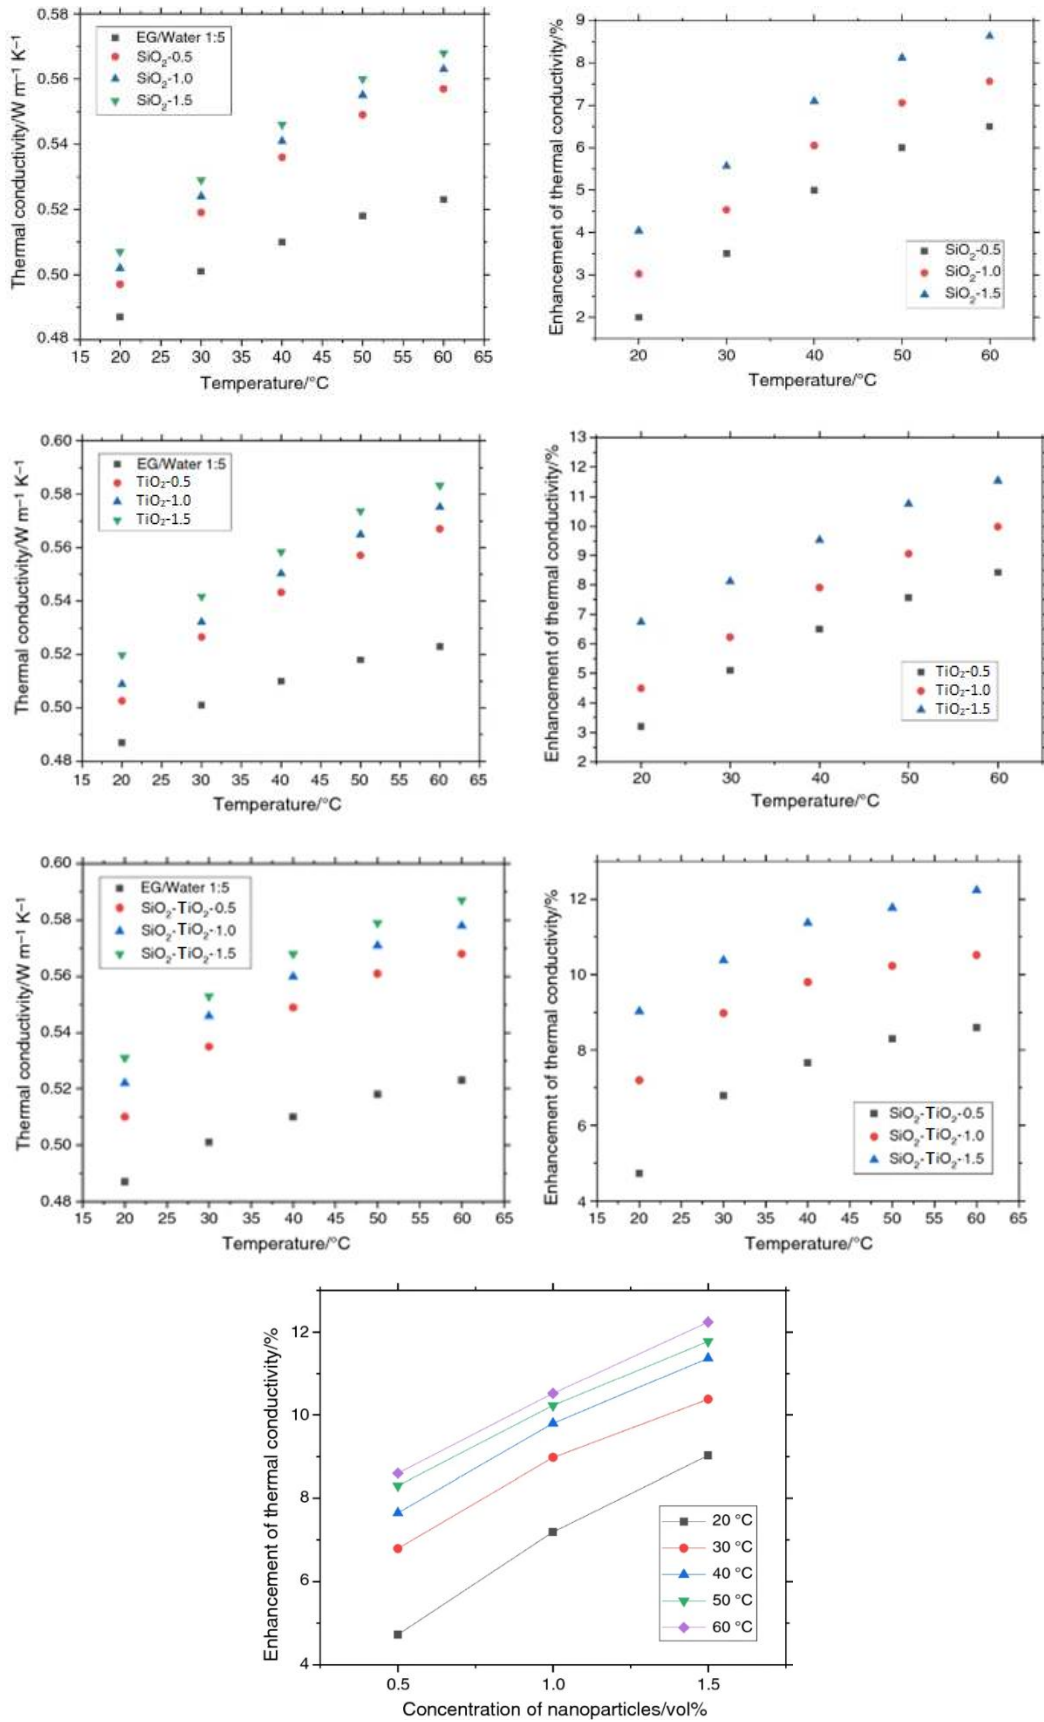 0.58
0.56
0.54
0.52
0.50
0.48
15 20 25 30 35 40 45 50 55 60 65
Thermal conductivity/W m⁻¹ K⁻¹
Temperature/°C
EG/Water 1:5
SiO₂-0.5
SiO₂-1.0
SiO₂-1.5
9
8
7
6
5
4
3
2
20 30 40 50 60
Enhancement of thermal conductivity/%
Temperature/°C
SiO₂-0.5
SiO₂-1.0
SiO₂-1.5
0.60
0.58
0.56
0.54
0.52
0.50
0.48
15 20 25 30 35 40 45 50 55 60 65
Thermal conductivity/W m⁻¹ K⁻¹
Temperature/°C
EG/Water 1:5
TiO₂-0.5
TiO₂-1.0
TiO₂-1.5
13
12
11
10
9
8
7
6
5
4
3
2
20 30 40 50 60
Enhancement of thermal conductivity/%
Temperature/°C
TiO₂-0.5
TiO₂-1.0
TiO₂-1.5
0.60
0.58
0.56
0.54
0.52
0.50
0.48
15 20 25 30 35 40 45 50 55 60 65
Thermal conductivity/W m⁻¹ K⁻¹
Temperature/°C
EG/Water 1:5
SiO₂-TiO₂-0.5
SiO₂-TiO₂-1.0
SiO₂-TiO₂-1.5
12
10
8
6
4
15 20 25 30 35 40 45 50 55 60 65
Enhancement of thermal conductivity/%
Temperature/°C
SiO₂-TiO₂-0.5
SiO₂-TiO₂-1.0
SiO₂-TiO₂-1.5
12
10
8
6
4
0.5 1.0 1.5
Enhancement of thermal conductivity/%
Concentration of nanoparticles/vol%
20 °C
30 °C
40 °C
50 °C
60 °C